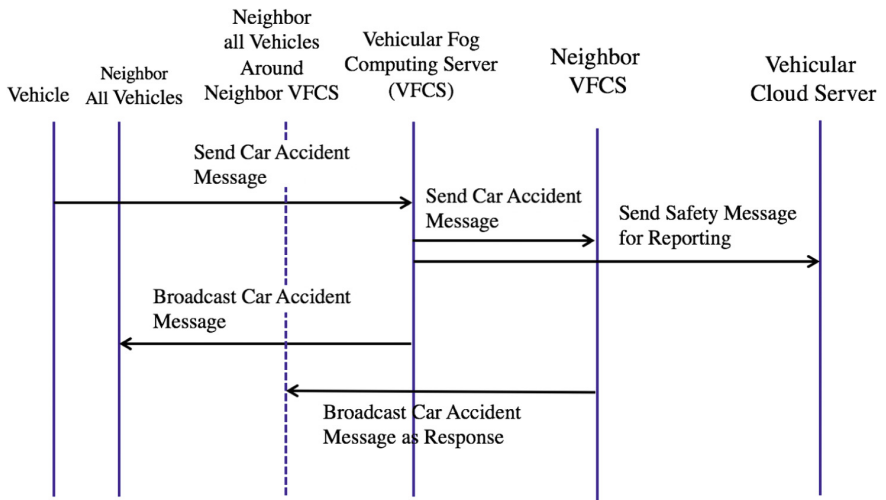 Vehicle
Neighbor
All Vehicles
Neighbor
all Vehicles
Around
Neighbor VFCS
Vehicular Fog
Computing Server
(VFCS)
Neighbor
VFCS
Vehicular
Cloud Server
Send Car Accident
Message
Send Car Accident
Message
Send Safety Message
for Reporting
Broadcast Car Accident
Message
Broadcast Car Accident
Message as Response